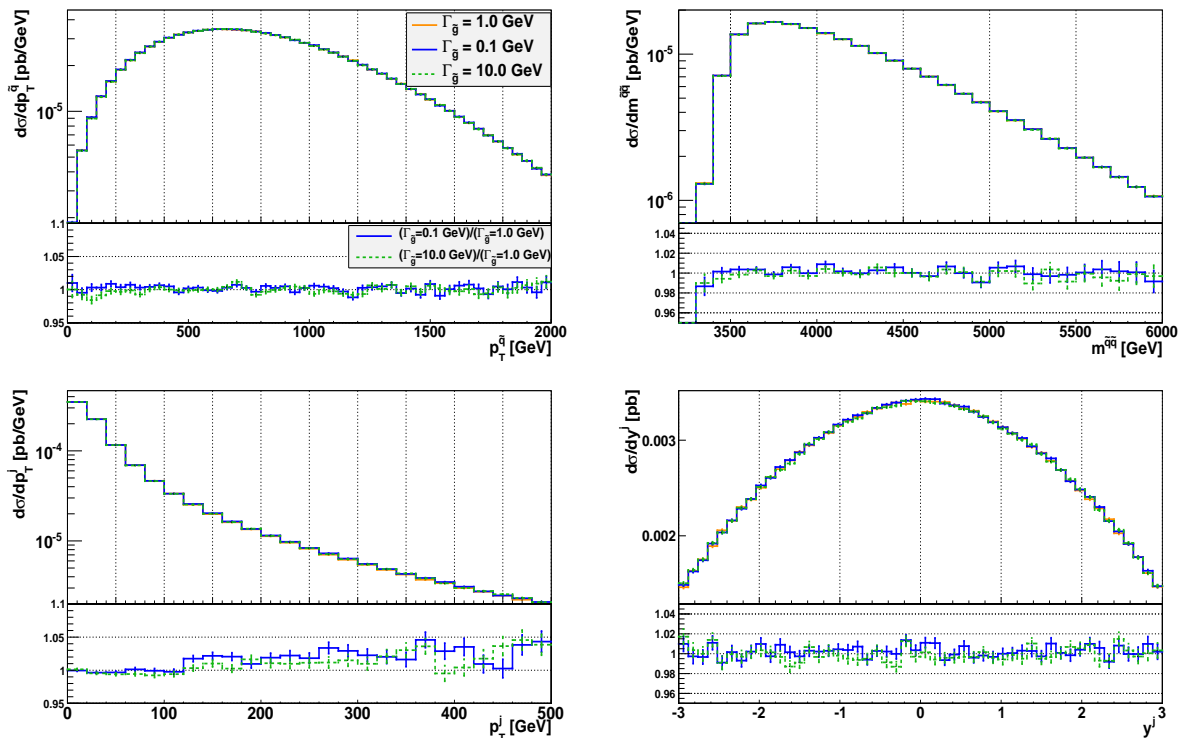 dσ/dp_T^q̃ [pb/GeV]
10^-5
Γ_g̃ = 1.0 GeV
Γ_g̃ = 0.1 GeV
Γ_g̃ = 10.0 GeV
1.1
1.05
1
0.95
(Γ_g̃=0.1 GeV)/(Γ_g̃=1.0 GeV)
(Γ_g̃=10.0 GeV)/(Γ_g̃=1.0 GeV)
0 500 1000 1500 2000
p_T^q̃ [GeV]
dσ/dm^q̃q̃ [pb/GeV]
10^-5
10^-6
1.04
1.02
1
0.98
0.96
3500 4000 4500 5000 5500 6000
m^q̃q̃ [GeV]
dσ/dp_T^j [pb/GeV]
10^-4
10^-5
1.1
1.05
1
0.95
0 100 200 300 400 500
p_T^j [GeV]
dσ/dy^j [pb]
0.003
0.002
1.04
1.02
1
0.98
0.96
-3 -2 -1 0 1 2 3
y^j